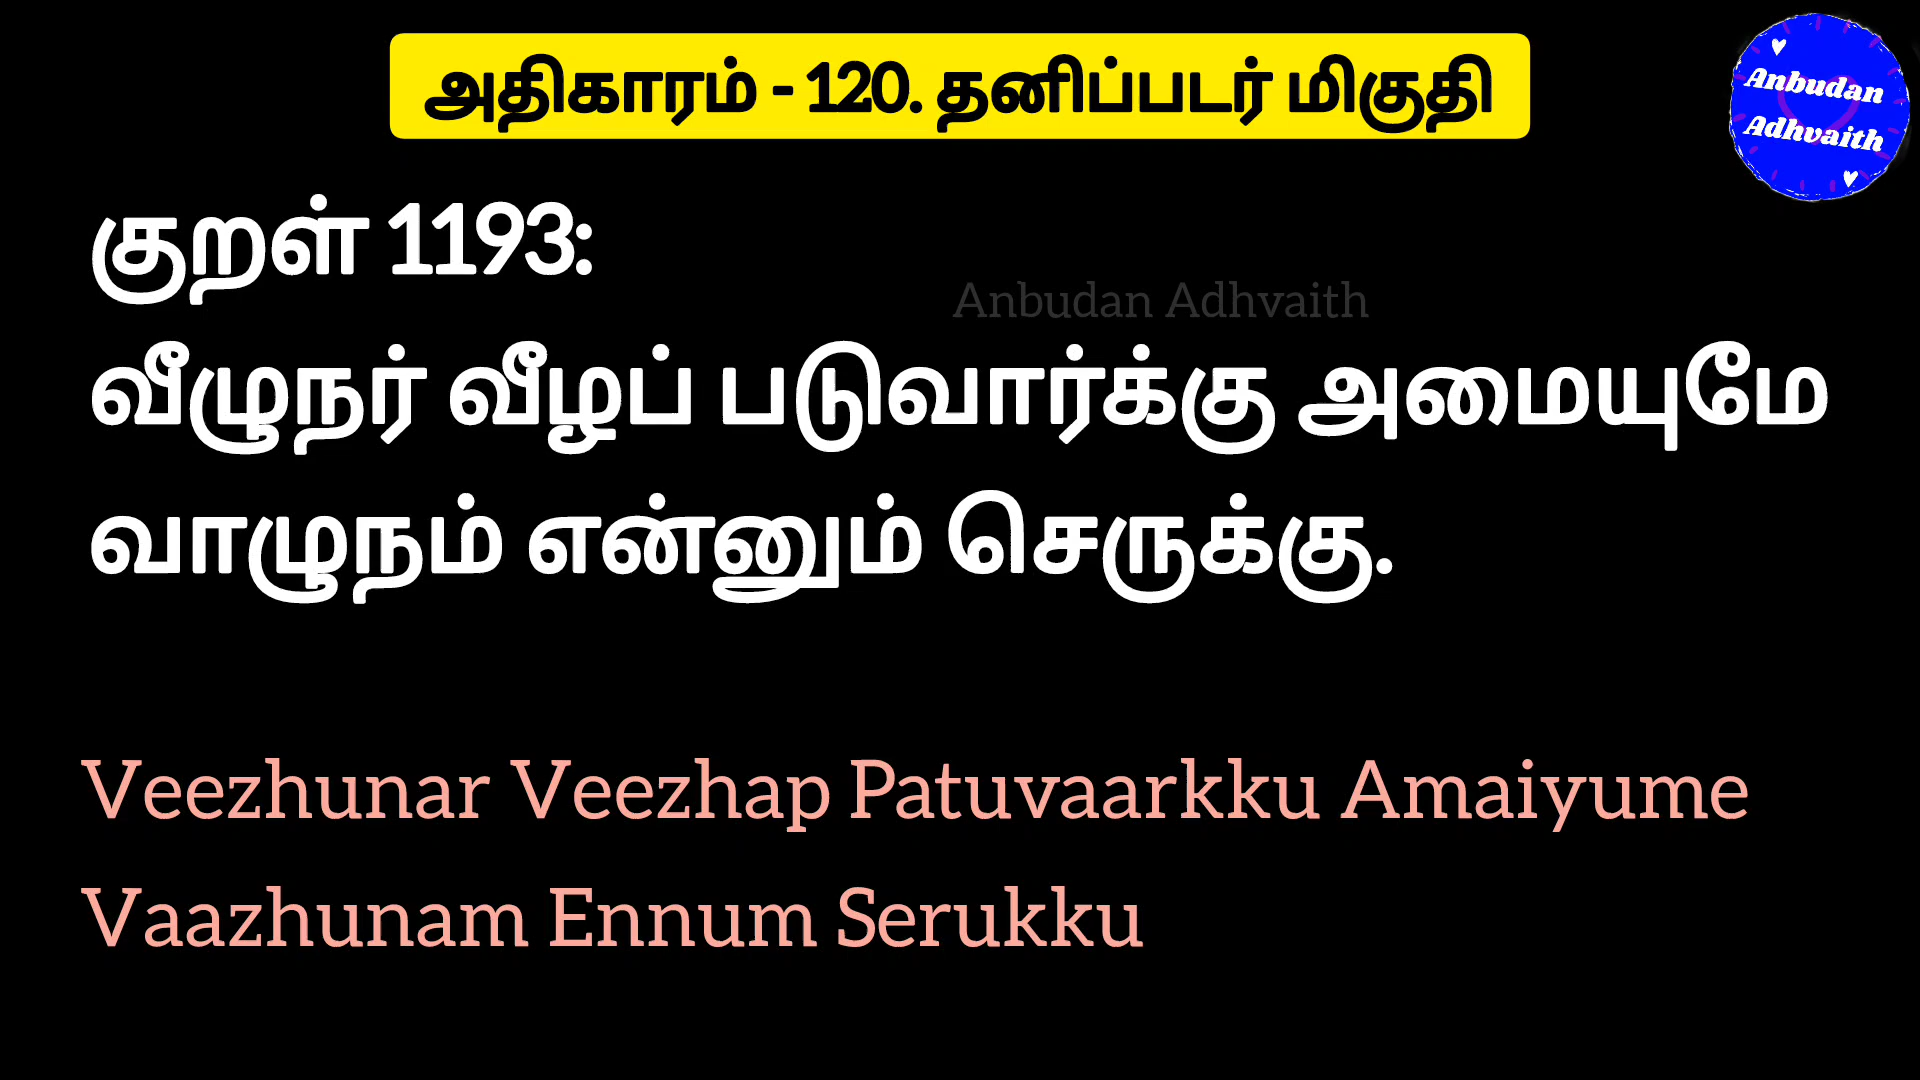 அதிகாரம் - 120. தனிப்படர் மிகுதி
Anbudan
Adhvaith
குறள் 1193:
Anbudan Adhvaith
வீழுநர் வீழப் படுவார்க்கு அமையுமே
வாழுநம் என்னும் செருக்கு.
Veezhunar Veezhap Patuvaarkku Amaiyume
Vaazhunam Ennum Serukku